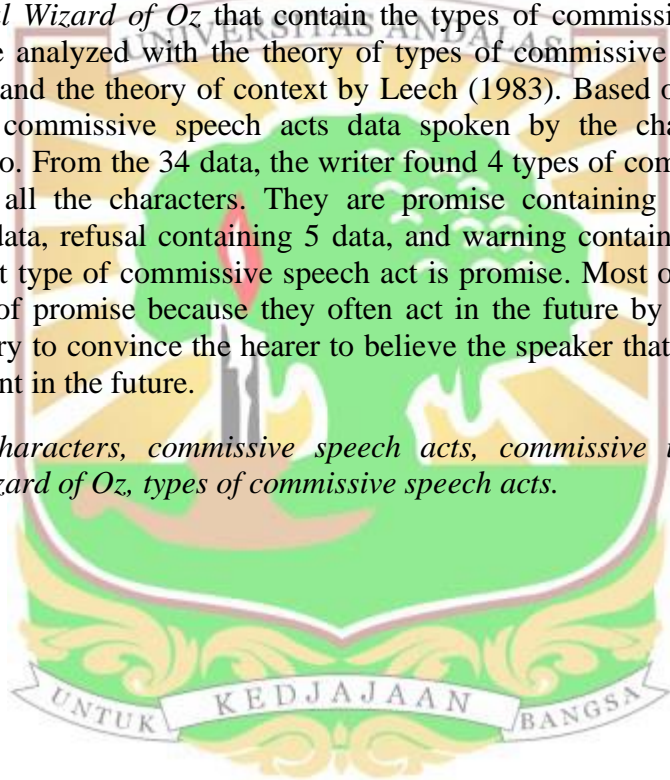 l Wizard of Oz that contain the types of commissi
UNIVERSITAS ANDALAS
e analyzed with the theory of types of commissive
and the theory of context by Leech (1983). Based o
commissive speech acts data spoken by the cha
o. From the 34 data, the writer found 4 types of com
all the characters. They are promise containing
data, refusal containing 5 data, and warning contain
t type of commissive speech act is promise. Most o
of promise because they often act in the future by
ry to convince the hearer to believe the speaker that
nt in the future.
haracters, commissive speech acts, commissive i
zard of Oz, types of commissive speech acts.
UNTUK KEDJAJAAN BANGSA